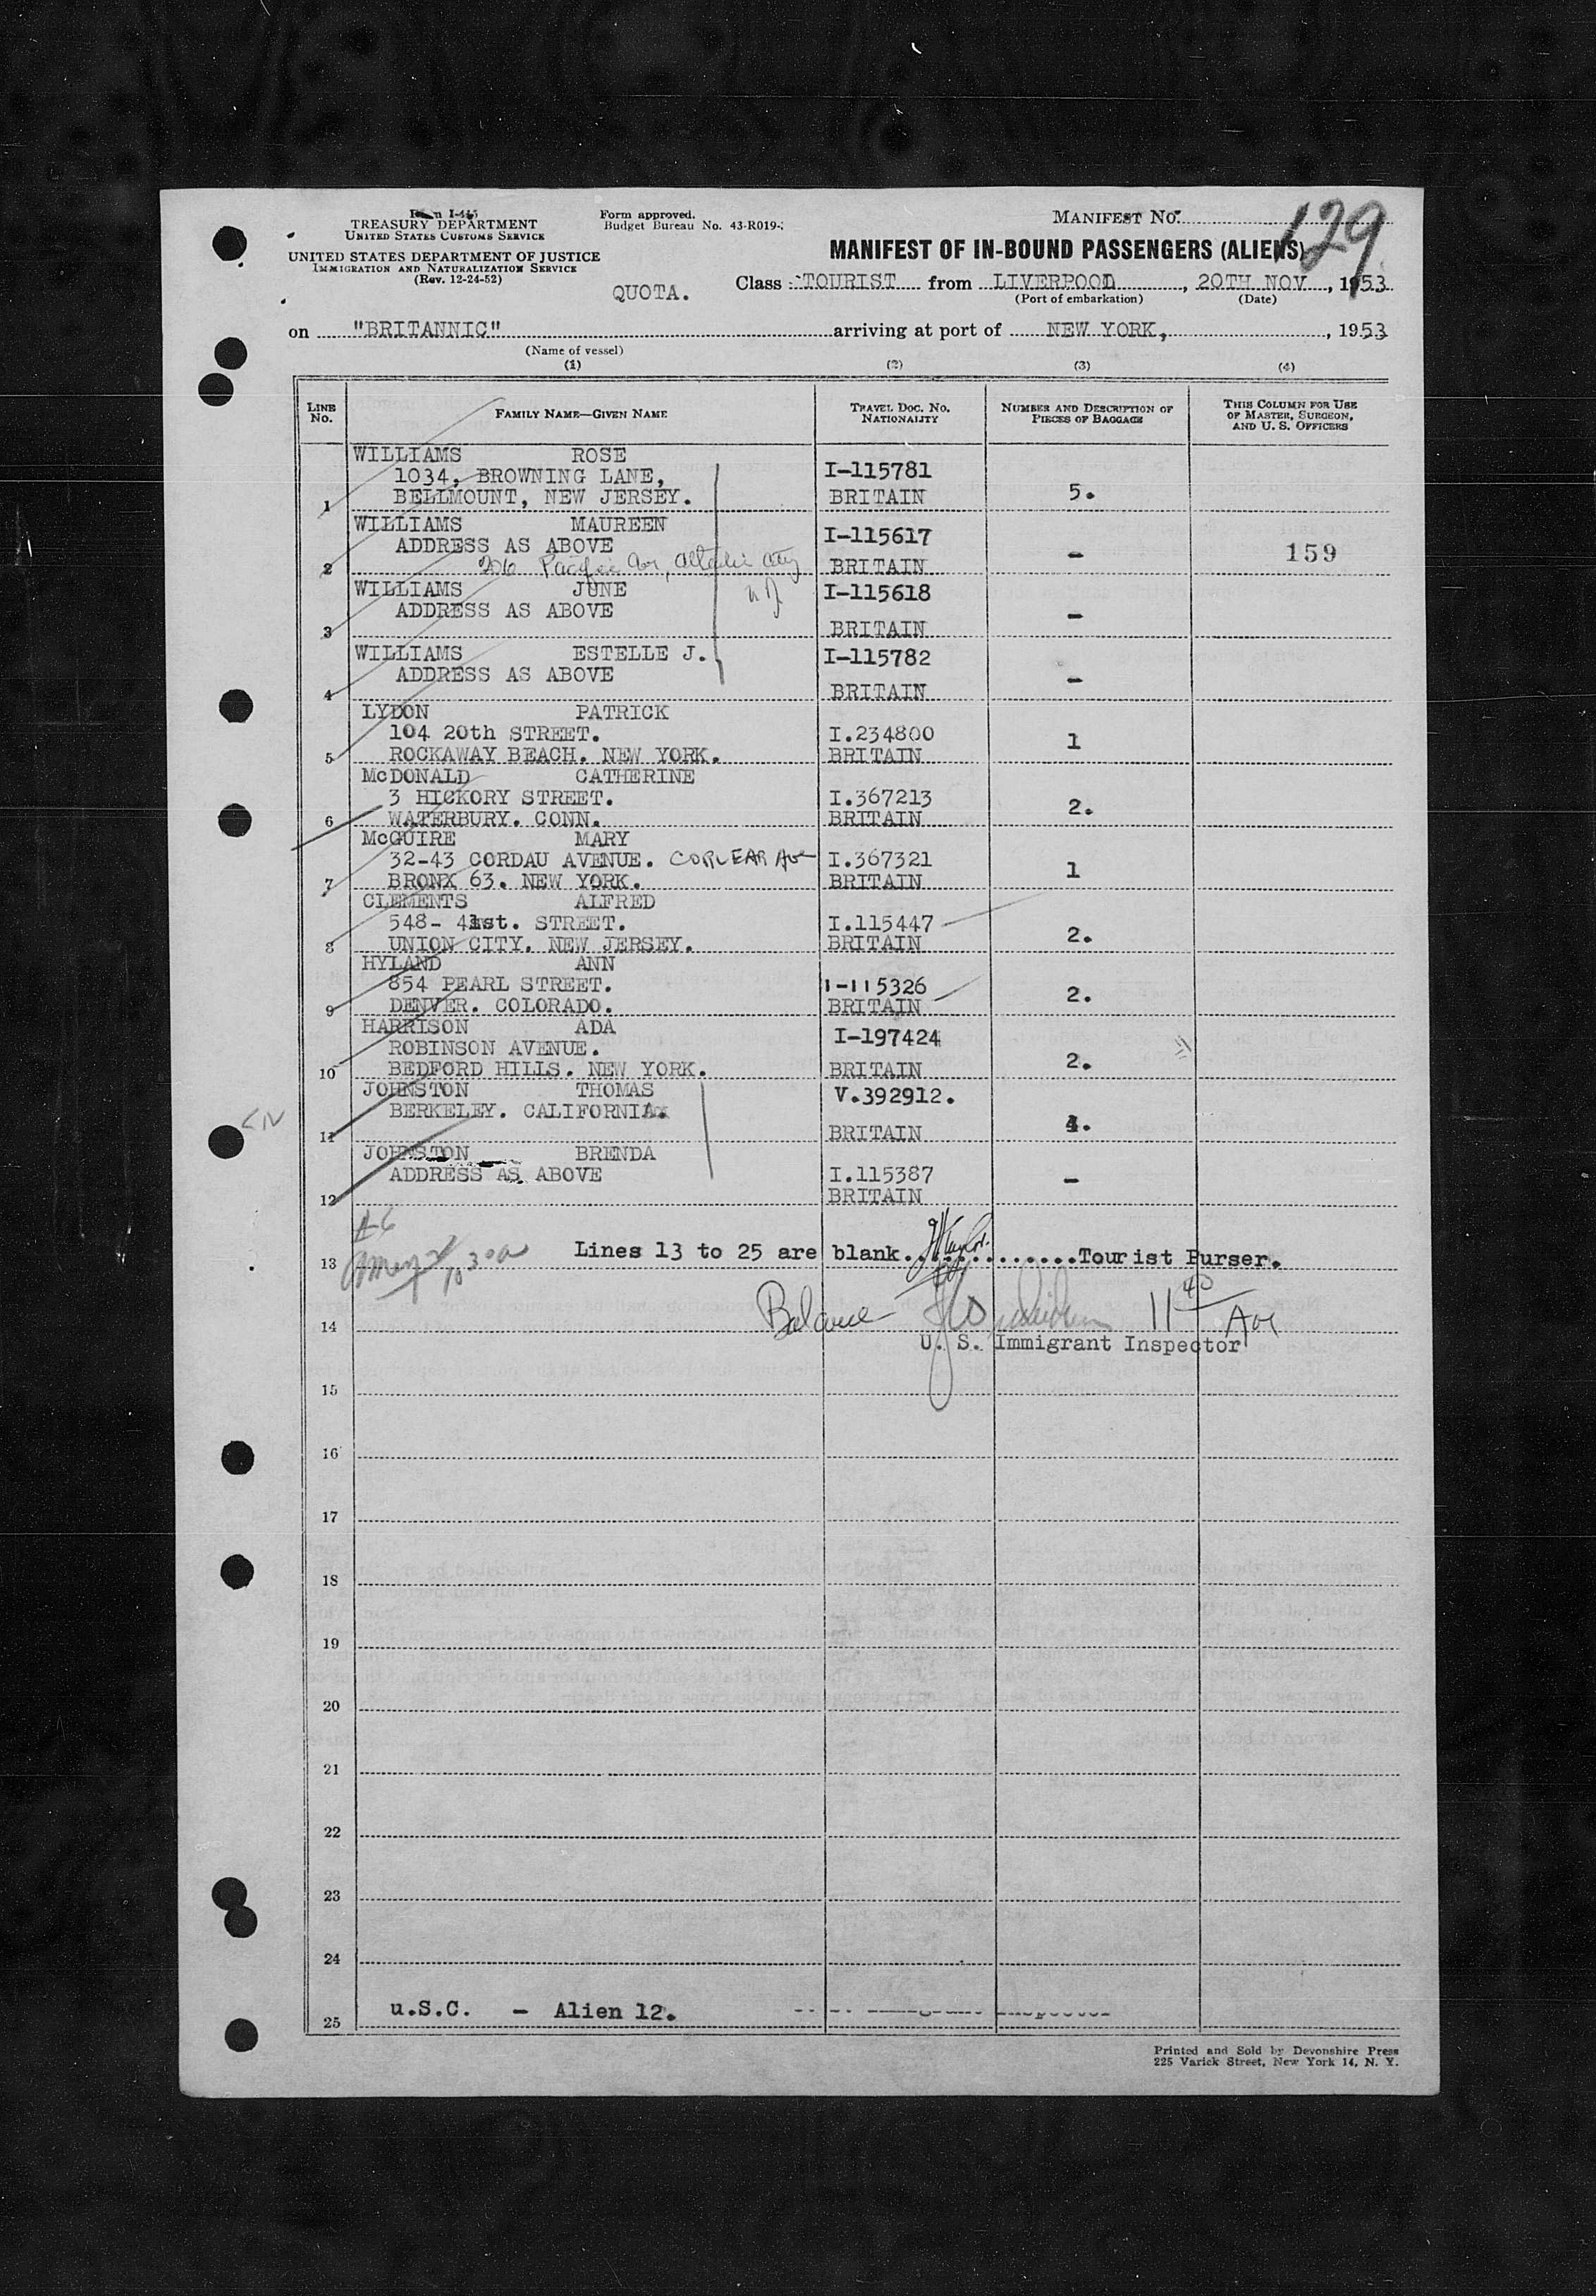 Form I-415
TREASURY DEPARTMENT
UNITED STATES CUSTOMS SERVICE
UNITED STATES DEPARTMENT OF JUSTICE
IMMIGRATION AND NATURALIZATION SERVICE
(Rev. 12-24-52)
Form approved.
Budget Bureau No. 43-R019-
QUOTA.
MANIFEST NO. 129
MANIFEST OF IN-BOUND PASSENGERS (ALIENS)
Class TOURIST from LIVERPOOL, 20TH NOV, 1953
(Port of embarkation) (Date)
on "BRITANNIC" arriving at port of NEW YORK, , 1953
(Name of vessel)
(1) (2) (3) (4)
LINE NO. FAMILY NAME—GIVEN NAME TRAVEL DOC. NO. NATIONALITY NUMBER AND DESCRIPTION OF PIECES OF BAGGAGE THIS COLUMN FOR USE OF MASTER, SURGEON, AND U. S. OFFICERS
WILLIAMS ROSE
1034, BROWNING LANE, I-115781
1 BELLMOUNT, NEW JERSEY. BRITAIN 5.
WILLIAMS MAUREEN
ADDRESS AS ABOVE I-115617
2 206 Pacific Av, Atlantic City BRITAIN - 159
N J
WILLIAMS JUNE I-115618
ADDRESS AS ABOVE
3 BRITAIN -
WILLIAMS ESTELLE J. I-115782
ADDRESS AS ABOVE
4 BRITAIN -
LYDON PATRICK
104 20th STREET. I.234800
5 ROCKAWAY BEACH. NEW YORK. BRITAIN 1
McDONALD CATHERINE
3 HICKORY STREET. I.367213
6 WATERBURY. CONN. BRITAIN 2.
McGUIRE MARY
32-43 CORDAU AVENUE. CORLEAR Ave I.367321
7 BRONX 63. NEW YORK. BRITAIN 1
CLEMENTS ALFRED
548- 41st. STREET. I.115447
8 UNION CITY. NEW JERSEY. BRITAIN 2.
HYLAND ANN
854 PEARL STREET. I-115326
9 DENVER. COLORADO. BRITAIN 2.
HARRISON ADA
ROBINSON AVENUE. I-197424
10 BEDFORD HILLS. NEW YORK. BRITAIN 2.
JOHNSTON THOMAS V.392912.
BERKELEY. CALIFORNIA.
11 BRITAIN 4.
JOHNSTON BRENDA
ADDRESS AS ABOVE I.115387
12 BRITAIN -
13 Lines 13 to 25 are blank. Taylor. Tourist Purser.
10 30a
14 Balance 11 40
U. S. Immigrant Inspector
15
16
17
18
19
20
21
22
23
24
25 u.S.C. - Alien 12.
Printed and Sold by Devonshire Press
225 Varick Street, New York 14, N. Y.